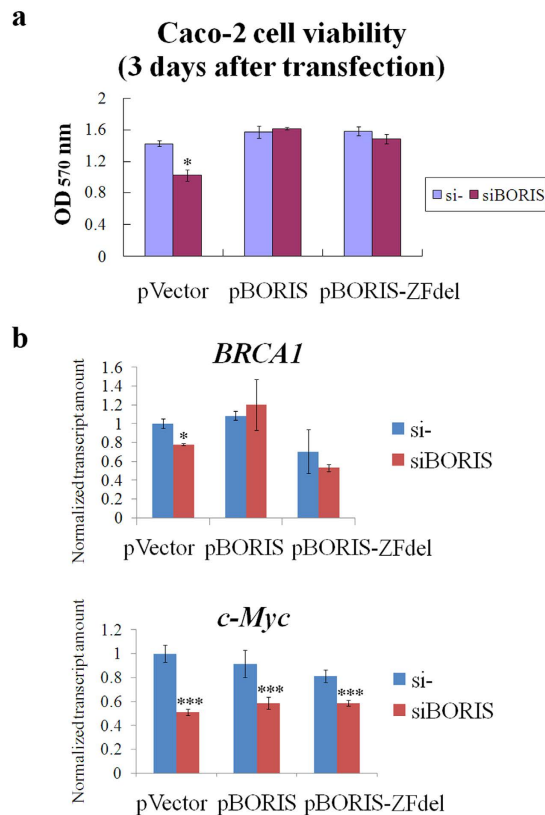 a
Caco-2 cell viability
(3 days after transfection)
OD 570 nm
2
1.6
1.2
0.8
0.4
0
*
si- siBORIS
pVector pBORIS pBORIS-ZFdel
b
BRCA1
Normalized transcript amount
1.6
1.4
1.2
1
0.8
0.6
0.4
0.2
0
*
si-
siBORIS
pVector pBORIS pBORIS-ZFdel
c-Myc
Normalized transcript amount
1.2
1
0.8
0.6
0.4
0.2
0
*** *** ***
si-
siBORIS
pVector pBORIS pBORIS-ZFdel